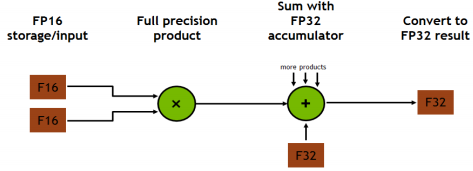 FP16
storage/input
Full precision
product
Sum with
FP32
accumulator
Convert to
FP32 result
more products
F16
F16
×
+
F32
F32